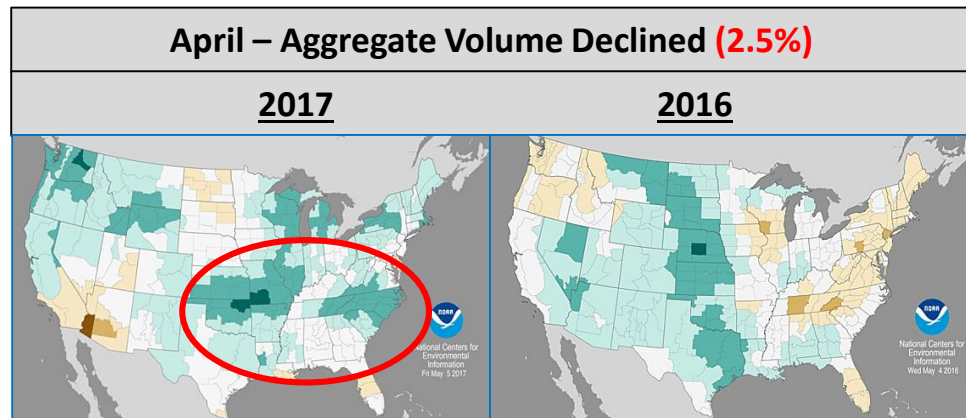 April – Aggregate Volume Declined (2.5%)
2017
2016
NOAA
National Centers for
Environmental
Information
Fri May 5 2017
NOAA
National Centers for
Environmental
Information
Wed May 4 2016